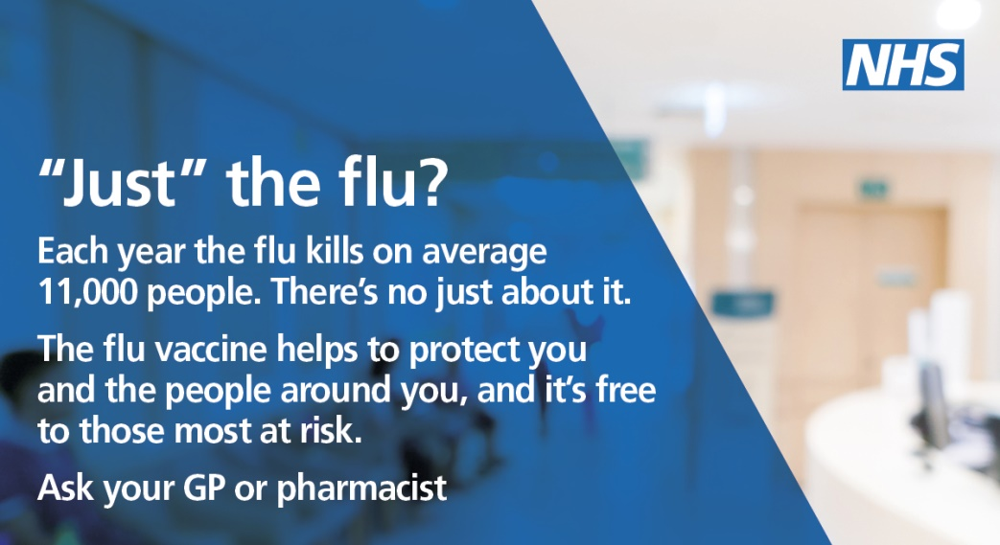 NHS
“Just” the flu?
Each year the flu kills on average
11,000 people. There’s no just about it.
The flu vaccine helps to protect you
and the people around you, and it’s free
to those most at risk.
Ask your GP or pharmacist